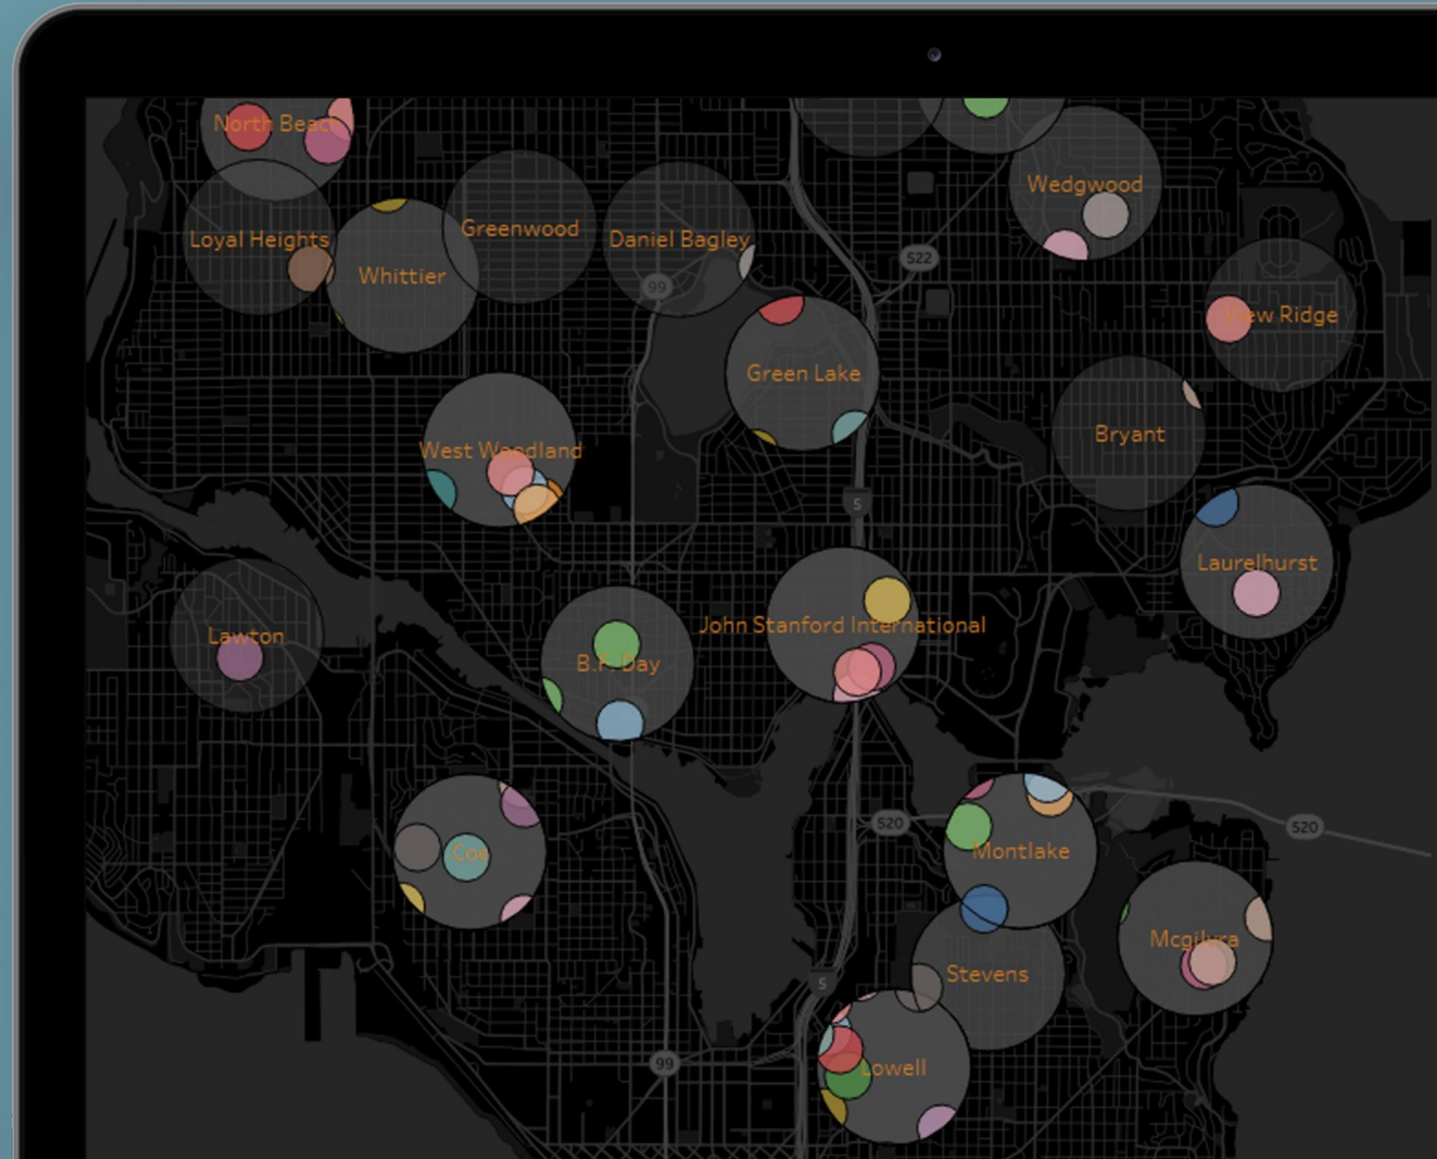 North Beach
Wedgwood
Loyal Heights
Greenwood
Daniel Bagley
522
Whittier
99
View Ridge
Green Lake
Bryant
West Woodland
5
Laurelhurst
John Stanford International
Lawton
B.F. Day
520
520
Coe
Montlake
Mcgilvra
Stevens
5
99
Lowell